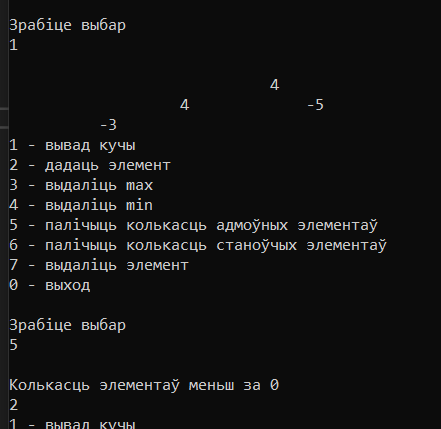 Зрабіце выбар
1
4
4 -5
-3
1 - вывад кучы
2 - дадаць элемент
3 - выдаліць max
4 - выдаліць min
5 - палічыць колькасць адмоўных элементаў
6 - палічыць колькасць станоўчых элементаў
7 - выдаліць элемент
0 - выход
Зрабіце выбар
5
Колькасць элементаў меньш за 0
2
1 - вывад кучы